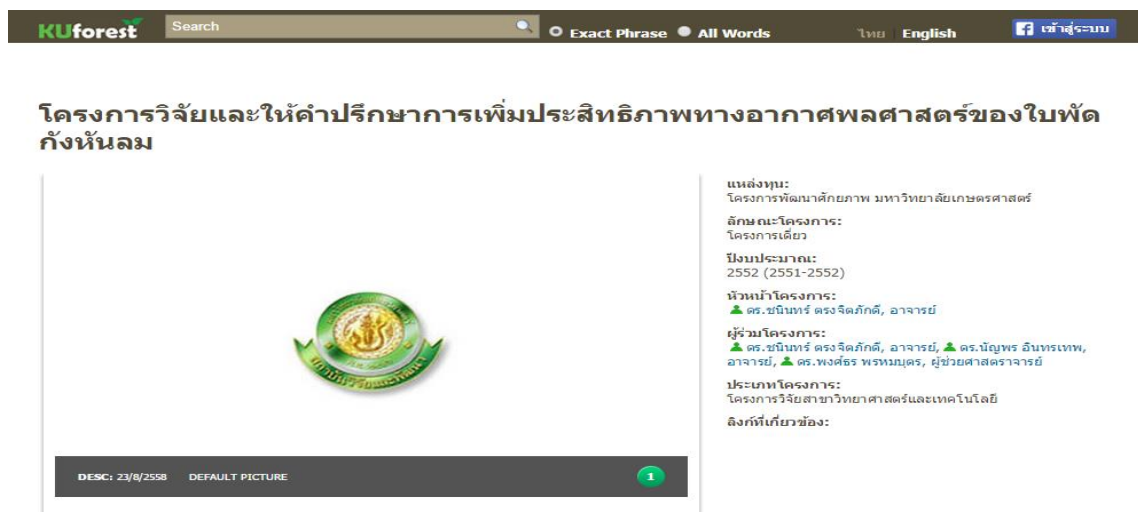 KUforest
Search
Exact Phrase All Words
ไทย English
เข้าสู่ระบบ
โครงการวิจัยและให้คำปรึกษาการเพิ่มประสิทธิภาพทางอากาศพลศาสตร์ของใบพัด
กังหันลม
แหล่งทุน:
โครงการพัฒนาศักยภาพ มหาวิทยาลัยเกษตรศาสตร์
ลักษณะโครงการ:
โครงการเดี่ยว
ปีงบประมาณ:
2552 (2551-2552)
หัวหน้าโครงการ:
ดร.ชนินทร์ ตรงจิตภักดี, อาจารย์
ผู้ร่วมโครงการ:
ดร.ชนินทร์ ตรงจิตภักดี, อาจารย์, ดร.นัญพร อินทรเทพ,
อาจารย์, ดร.พงศ์ธร พรหมบุตร, ผู้ช่วยศาสตราจารย์
ประเภทโครงการ:
โครงการวิจัยสาขาวิทยาศาสตร์และเทคโนโลยี
ลิงก์ที่เกี่ยวข้อง:
สถาบันวิจัยและพัฒนา
DESC: 23/8/2558 DEFAULT PICTURE 1